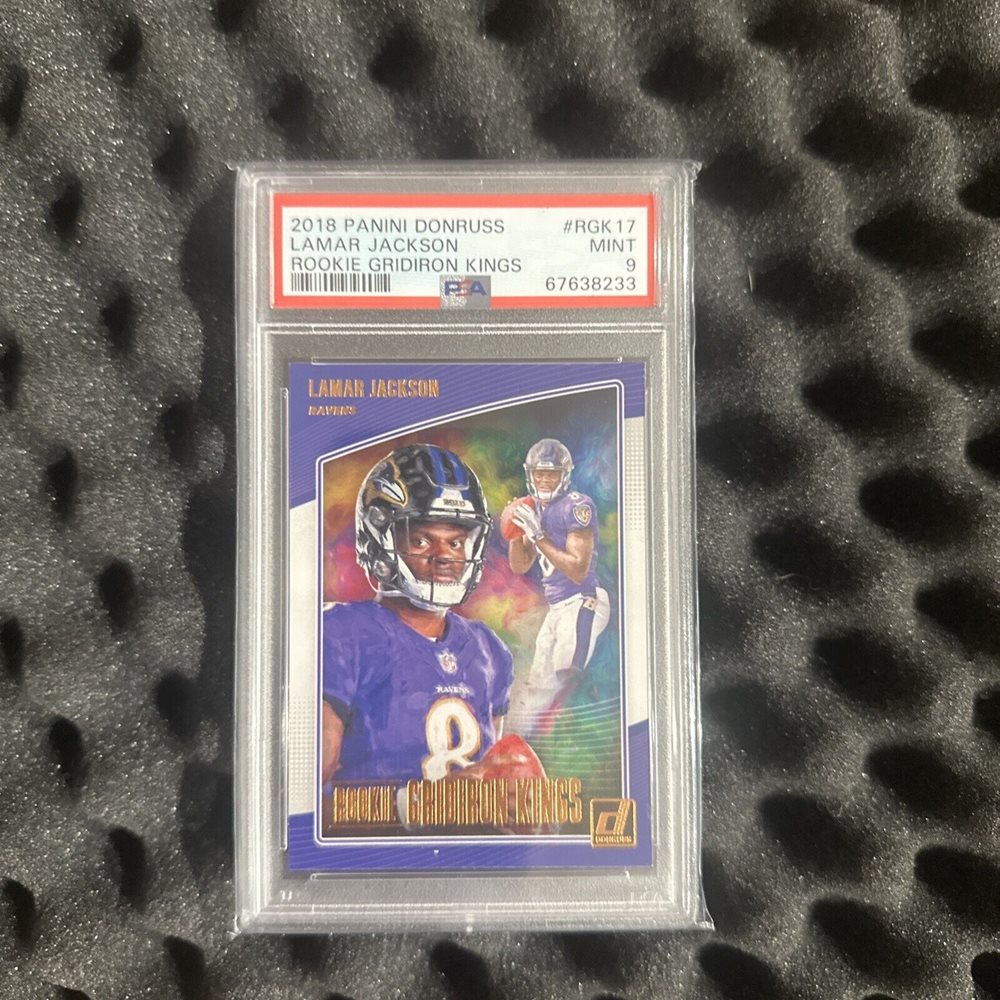 2018 PANINI DONRUSS #RGK17
LAMAR JACKSON MINT
ROOKIE GRIDIRON KINGS 9
PSA 67638233
LAMAR JACKSON
RAVENS
RAVENS
8
ROOKIE GRIDIRON KINGS
d
DONRUSS